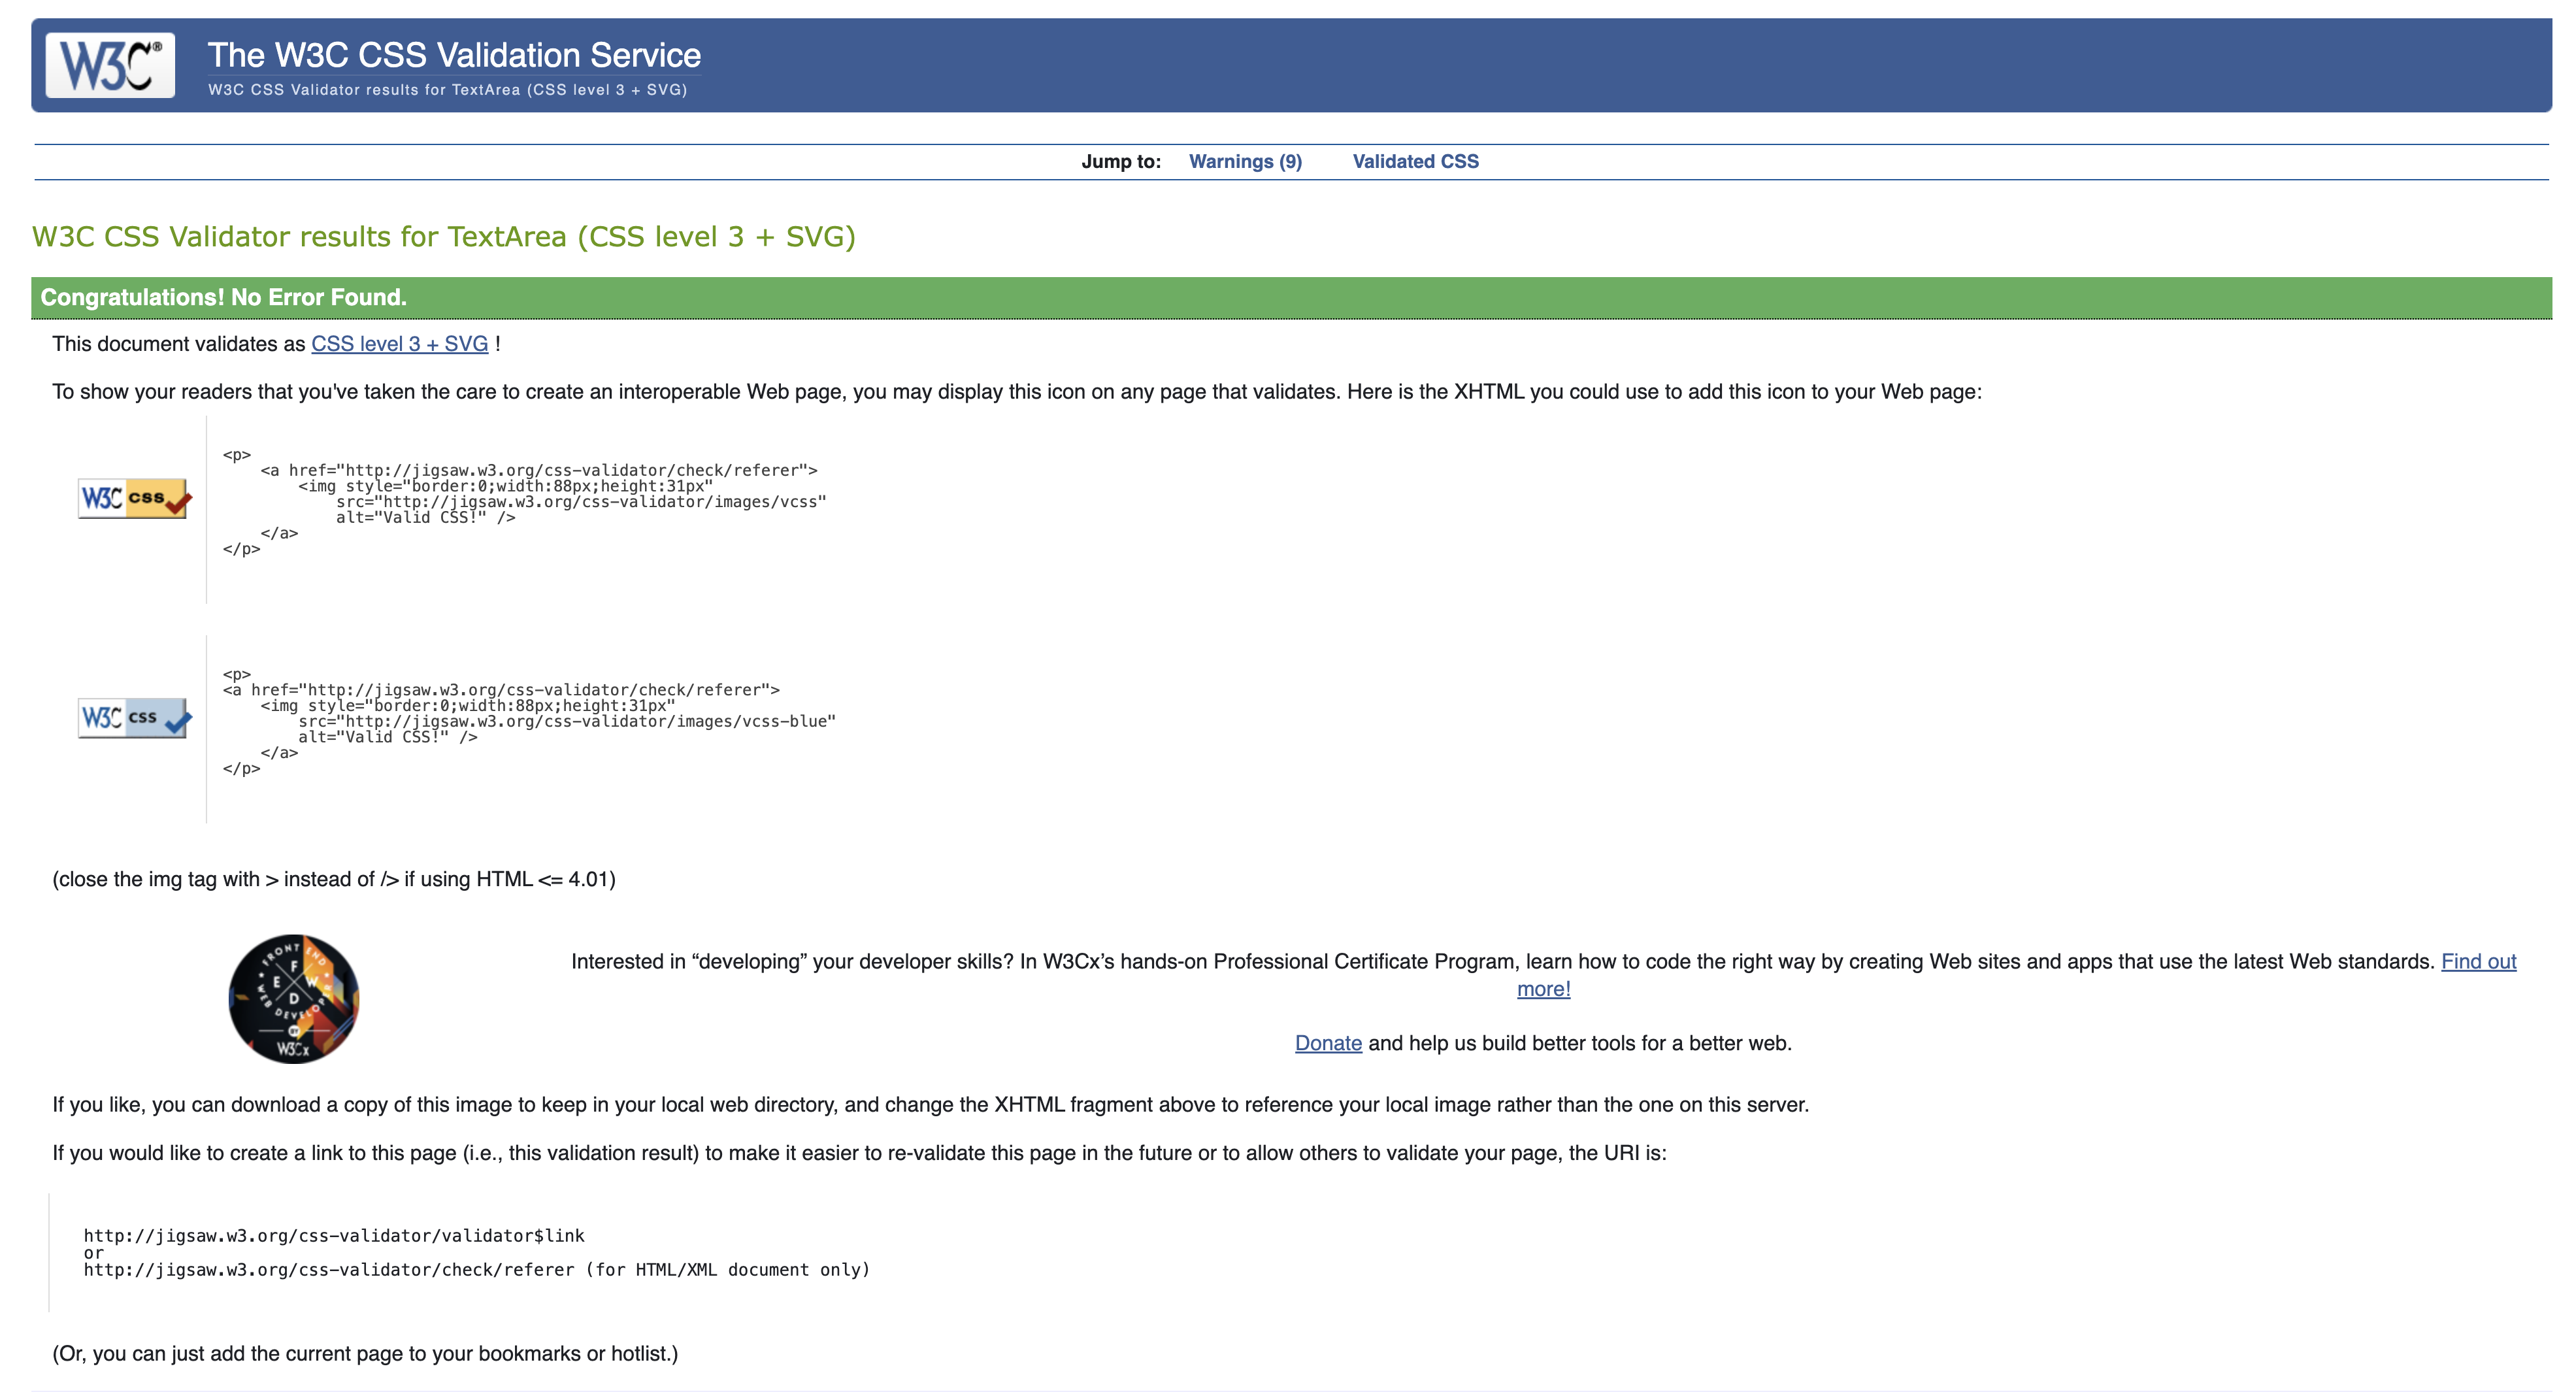 W3C®
The W3C CSS Validation Service
W3C CSS Validator results for TextArea (CSS level 3 + SVG)
Jump to: Warnings (9) Validated CSS
W3C CSS Validator results for TextArea (CSS level 3 + SVG)
Congratulations! No Error Found.
This document validates as CSS level 3 + SVG !
To show your readers that you've taken the care to create an interoperable Web page, you may display this icon on any page that validates. Here is the XHTML you could use to add this icon to your Web page:
W3C css
<p>
<a href="http://jigsaw.w3.org/css-validator/check/referer">
<img style="border:0;width:88px;height:31px"
src="http://jigsaw.w3.org/css-validator/images/vcss"
alt="Valid CSS!" />
</a>
</p>
W3C css
<p>
<a href="http://jigsaw.w3.org/css-validator/check/referer">
<img style="border:0;width:88px;height:31px"
src="http://jigsaw.w3.org/css-validator/images/vcss-blue"
alt="Valid CSS!" />
</a>
</p>
(close the img tag with > instead of /> if using HTML <= 4.01)
FRONT END
F
E W
D
WEB DEVELOPER
BY
W3Cx
Interested in “developing” your developer skills? In W3Cx’s hands-on Professional Certificate Program, learn how to code the right way by creating Web sites and apps that use the latest Web standards. Find out
more!
Donate and help us build better tools for a better web.
If you like, you can download a copy of this image to keep in your local web directory, and change the XHTML fragment above to reference your local image rather than the one on this server.
If you would like to create a link to this page (i.e., this validation result) to make it easier to re-validate this page in the future or to allow others to validate your page, the URI is:
http://jigsaw.w3.org/css-validator/validator$link
or
http://jigsaw.w3.org/css-validator/check/referer (for HTML/XML document only)
(Or, you can just add the current page to your bookmarks or hotlist.)